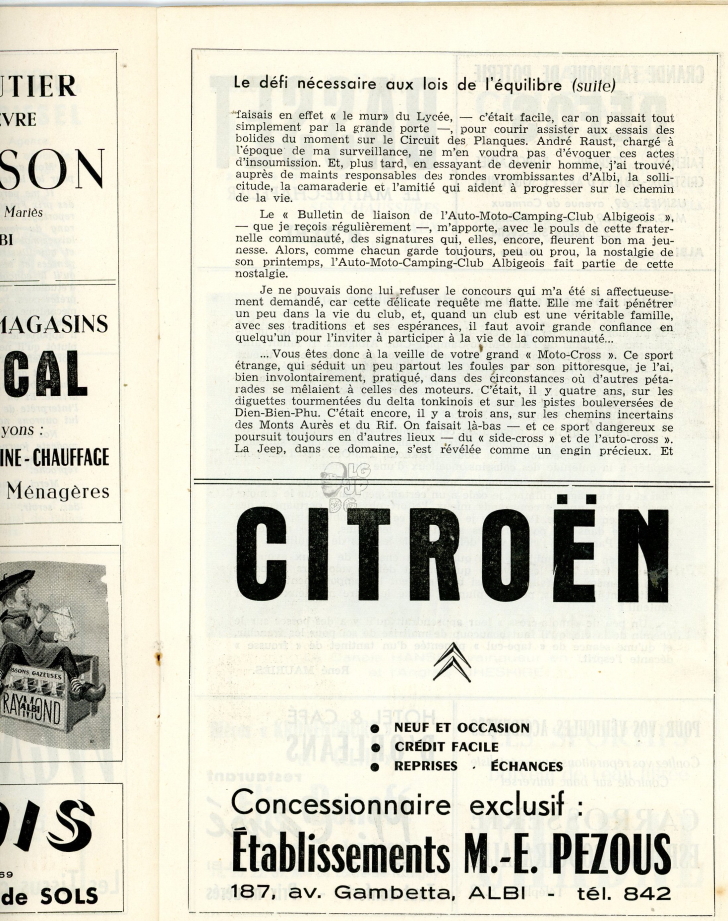 UTIER
VRE
SON
Mariès
BI
MAGASINS
CAL
yons :
INE - CHAUFFAGE
Ménagères
SSONS GAZEUSES
RAYMOND
ALBI
OIS
59
de SOLS
Le défi nécessaire aux lois de l'équilibre (suite)
faisais en effet « le mur» du Lycée, — c'était facile, car on passait tout
simplement par la grande porte —, pour courir assister aux essais des
bolides du moment sur le Circuit des Planques. André Raust, chargé à
l'époque de ma surveillance, ne m'en voudra pas d'évoquer ces actes
d'insoumission. Et, plus tard, en essayant de devenir homme, j'ai trouvé,
auprès de maints responsables des rondes vrombissantes d'Albi, la solli-
citude, la camaraderie et l'amitié qui aident à progresser sur le chemin
de la vie.
Le « Bulletin de liaison de l'Auto-Moto-Camping-Club Albigeois »,
— que je reçois régulièrement —, m'apporte, avec le pouls de cette frater-
nelle communauté, des signatures qui, elles, encore, fleurent bon ma jeu-
nesse. Alors, comme chacun garde toujours, peu ou prou, la nostalgie de
son printemps, l'Auto-Moto-Camping-Club Albigeois fait partie de cette
nostalgie.
Je ne pouvais donc lui refuser le concours qui m'a été si affectueuse-
ment demandé, car cette délicate requête me flatte. Elle me fait pénétrer
un peu dans la vie du club, et, quand un club est une véritable famille,
avec ses traditions et ses espérances, il faut avoir grande confiance en
quelqu'un pour l'inviter à participer à la vie de la communauté...
... Vous êtes donc à la veille de votre grand « Moto-Cross ». Ce sport
étrange, qui séduit un peu partout les foules par son pittoresque, je l'ai,
bien involontairement, pratiqué, dans des circonstances où d'autres péta-
rades se mêlaient à celles des moteurs. C'était, il y quatre ans, sur les
diguettes tourmentées du delta tonkinois et sur les pistes bouleversées de
Dien-Bien-Phu. C'était encore, il y a trois ans, sur les chemins incertains
des Monts Aurès et du Rif. On faisait là-bas — et ce sport dangereux se
poursuit toujours en d'autres lieux — du « side-cross » et de l'auto-cross ».
La Jeep, dans ce domaine, s'est révélée comme un engin précieux. Et
CITROËN
● NEUF ET OCCASION
● CRÉDIT FACILE
● REPRISES - ÉCHANGES
Concessionnaire exclusif :
Établissements M.-E. PEZOUS
187, av. Gambetta, ALBI - tél. 842